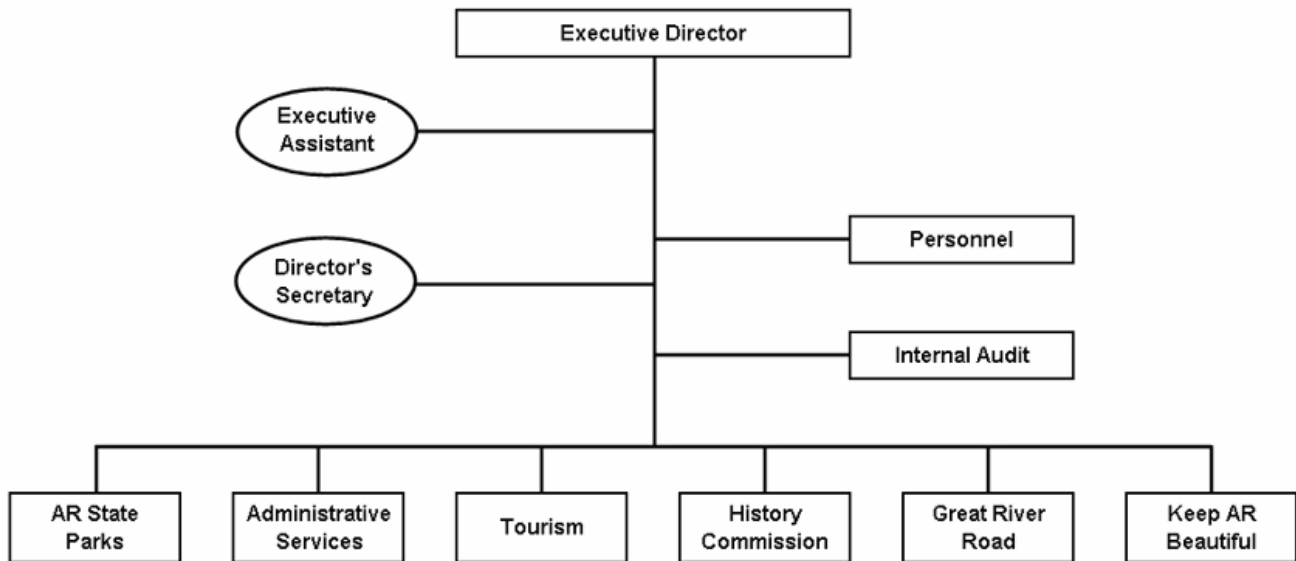 Executive Director
Executive
Assistant
Personnel
Director's
Secretary
Internal Audit
AR State
Parks
Administrative
Services
Tourism
History
Commission
Great River
Road
Keep AR
Beautiful